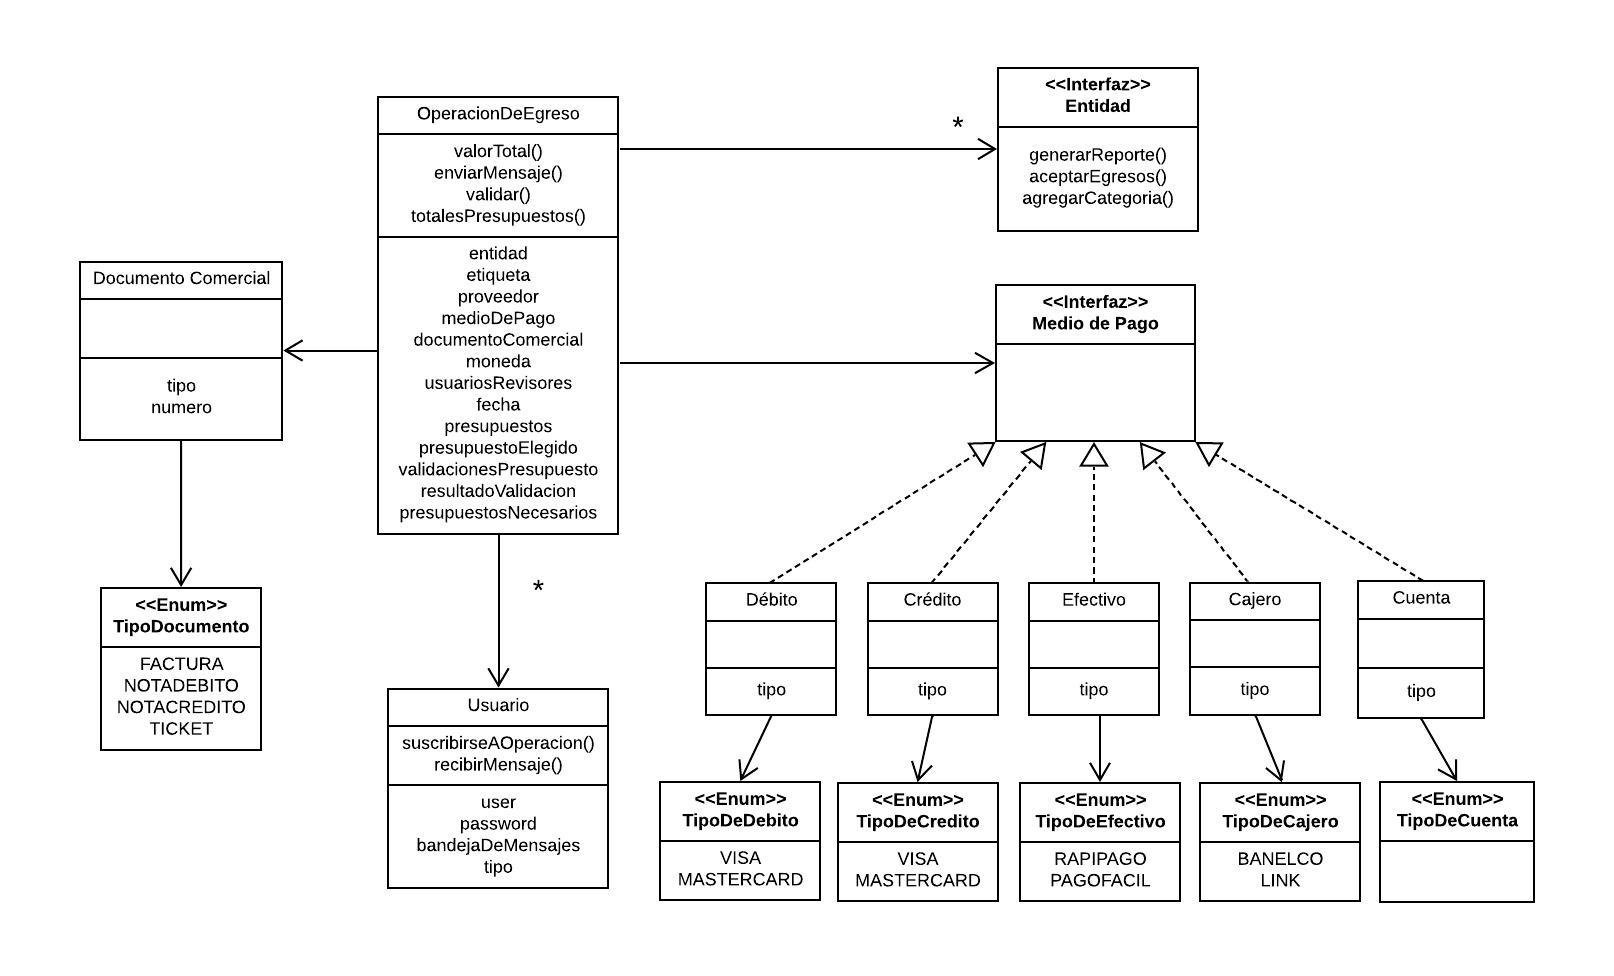 <<Interfaz>>
Entidad
generarReporte()
aceptarEgresos()
agregarCategoria()
*
OperacionDeEgreso
valorTotal()
enviarMensaje()
validar()
totalesPresupuestos()
entidad
etiqueta
proveedor
medioDePago
documentoComercial
moneda
usuariosRevisores
fecha
presupuestos
presupuestoElegido
validacionesPresupuesto
resultadoValidacion
presupuestosNecesarios
Documento Comercial
tipo
numero
<<Interfaz>>
Medio de Pago
<<Enum>>
TipoDocumento
FACTURA
NOTADEBITO
NOTACREDITO
TICKET
*
Usuario
suscribirseAOperacion()
recibirMensaje()
user
password
bandejaDeMensajes
tipo
Débito
tipo
Crédito
tipo
Efectivo
tipo
Cajero
tipo
Cuenta
tipo
<<Enum>>
TipoDeDebito
VISA
MASTERCARD
<<Enum>>
TipoDeCredito
VISA
MASTERCARD
<<Enum>>
TipoDeEfectivo
RAPIPAGO
PAGOFACIL
<<Enum>>
TipoDeCajero
BANELCO
LINK
<<Enum>>
TipoDeCuenta